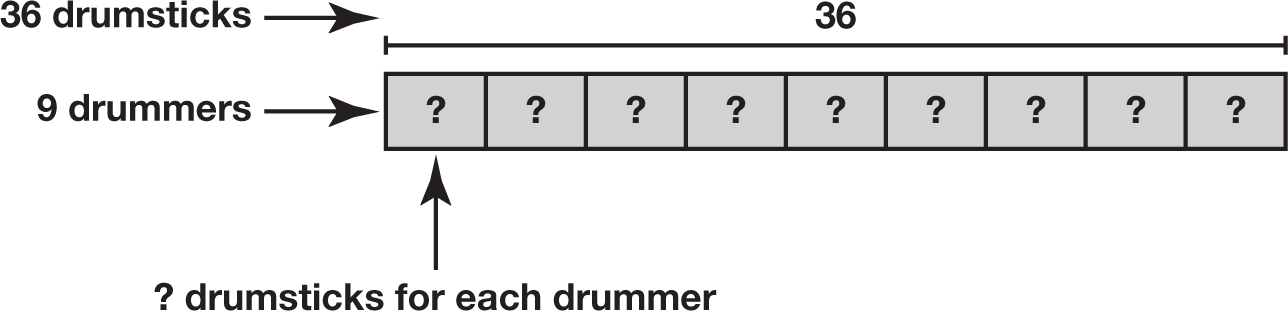 36 drumsticks
36
9 drummers
? ? ? ? ? ? ? ? ?
? drumsticks for each drummer